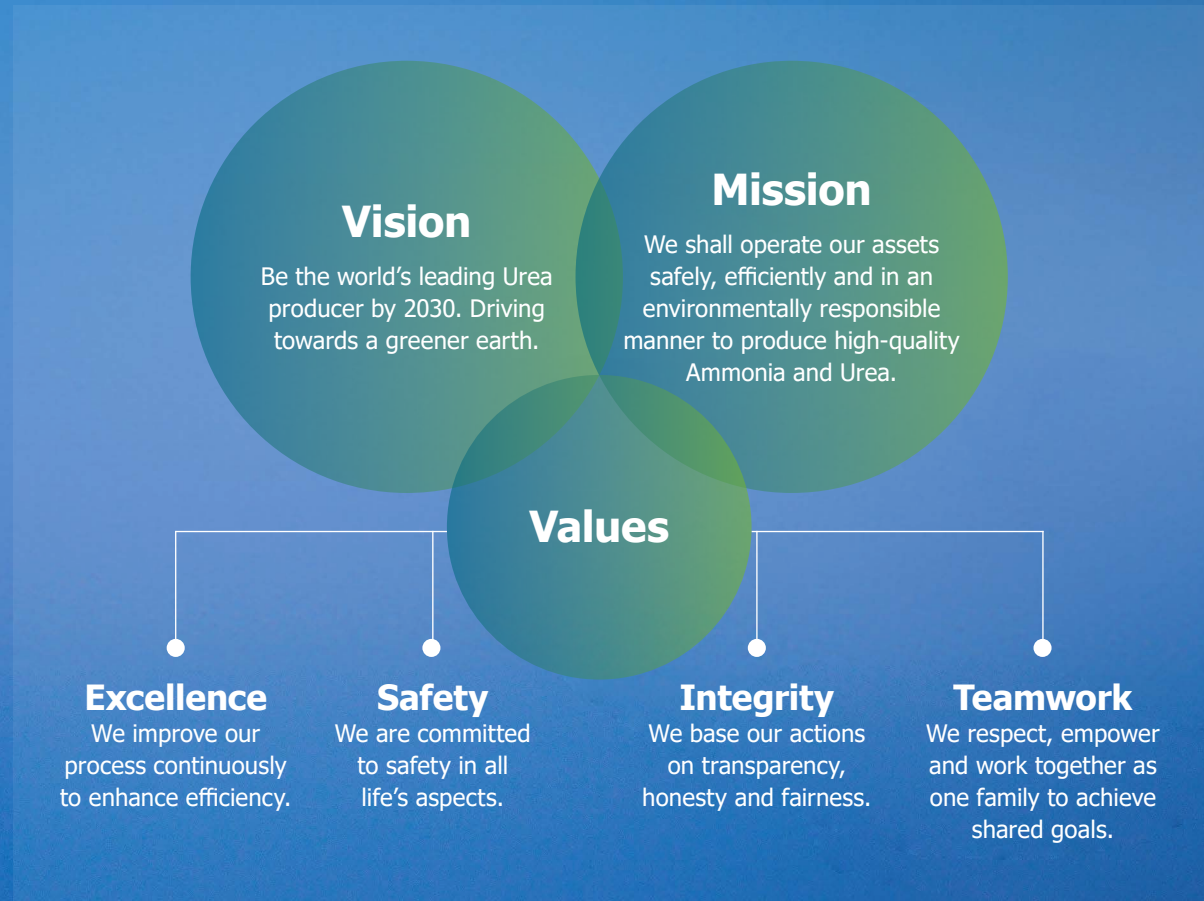 Vision
Be the world’s leading Urea
producer by 2030. Driving
towards a greener earth.
Mission
We shall operate our assets
safely, efficiently and in an
environmentally responsible
manner to produce high-quality
Ammonia and Urea.
Values
Excellence
We improve our
process continuously
to enhance efficiency.
Safety
We are committed
to safety in all
life’s aspects.
Integrity
We base our actions
on transparency,
honesty and fairness.
Teamwork
We respect, empower
and work together as
one family to achieve
shared goals.